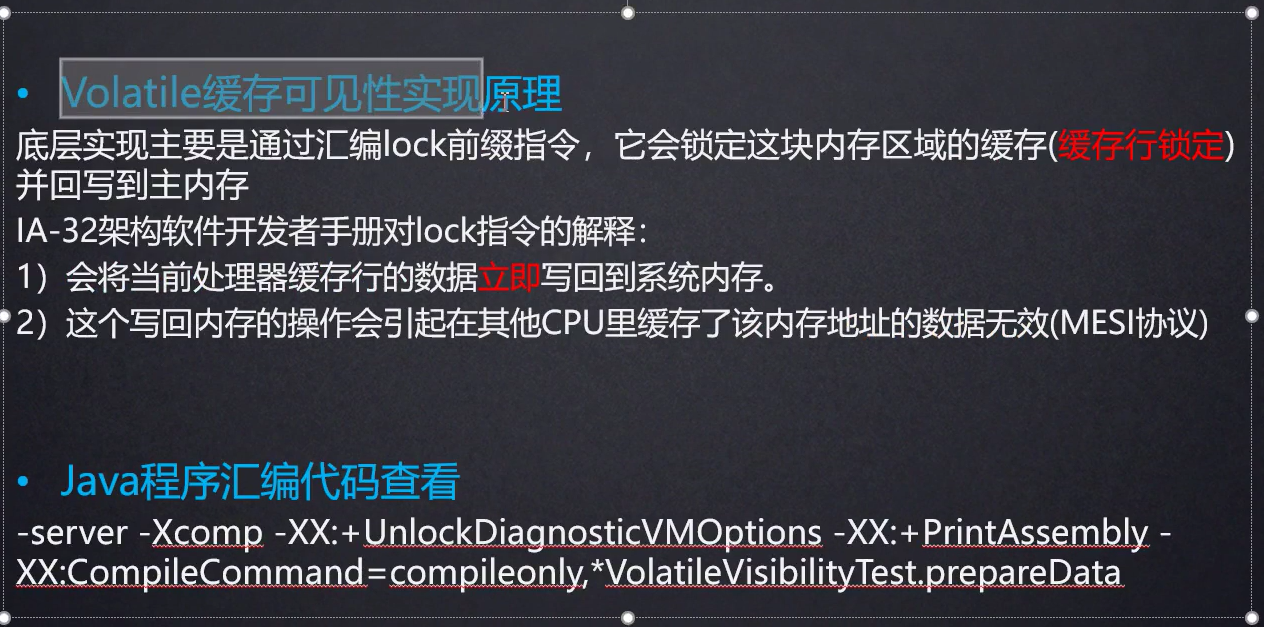 • Volatile缓存可见性实现原理
底层实现主要是通过汇编lock前缀指令，它会锁定这块内存区域的缓存(缓存行锁定)
并回写到主内存
IA-32架构软件开发者手册对lock指令的解释：
1）会将当前处理器缓存行的数据立即写回到系统内存。
2）这个写回内存的操作会引起在其他CPU里缓存了该内存地址的数据无效(MESI协议)
• Java程序汇编代码查看
-server -Xcomp -XX:+UnlockDiagnosticVMOptions -XX:+PrintAssembly -
XX:CompileCommand=compileonly,*VolatileVisibilityTest.prepareData